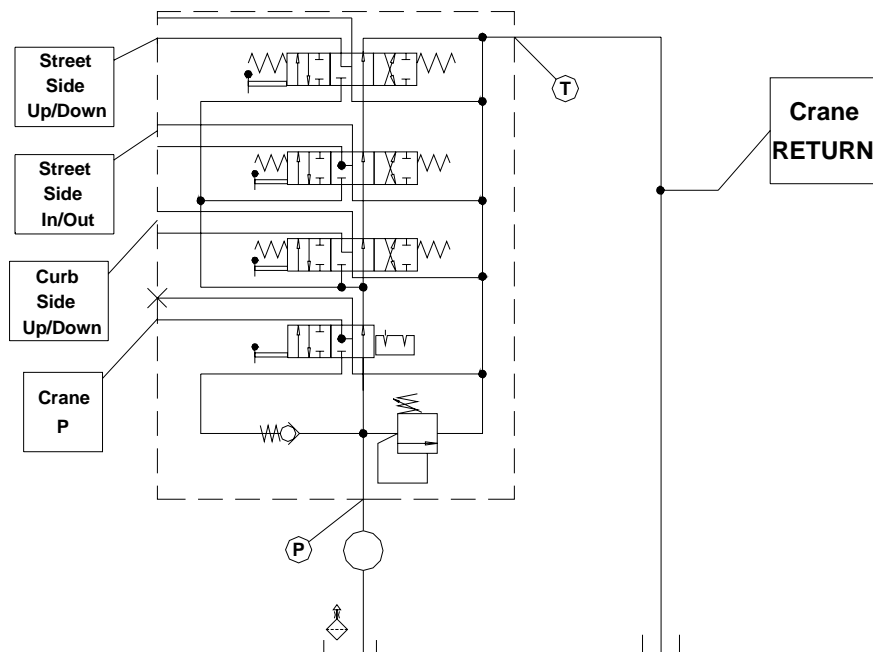 Street
Side
Up/Down
T
Crane
RETURN
Street
Side
In/Out
Curb
Side
Up/Down
Crane
P
P